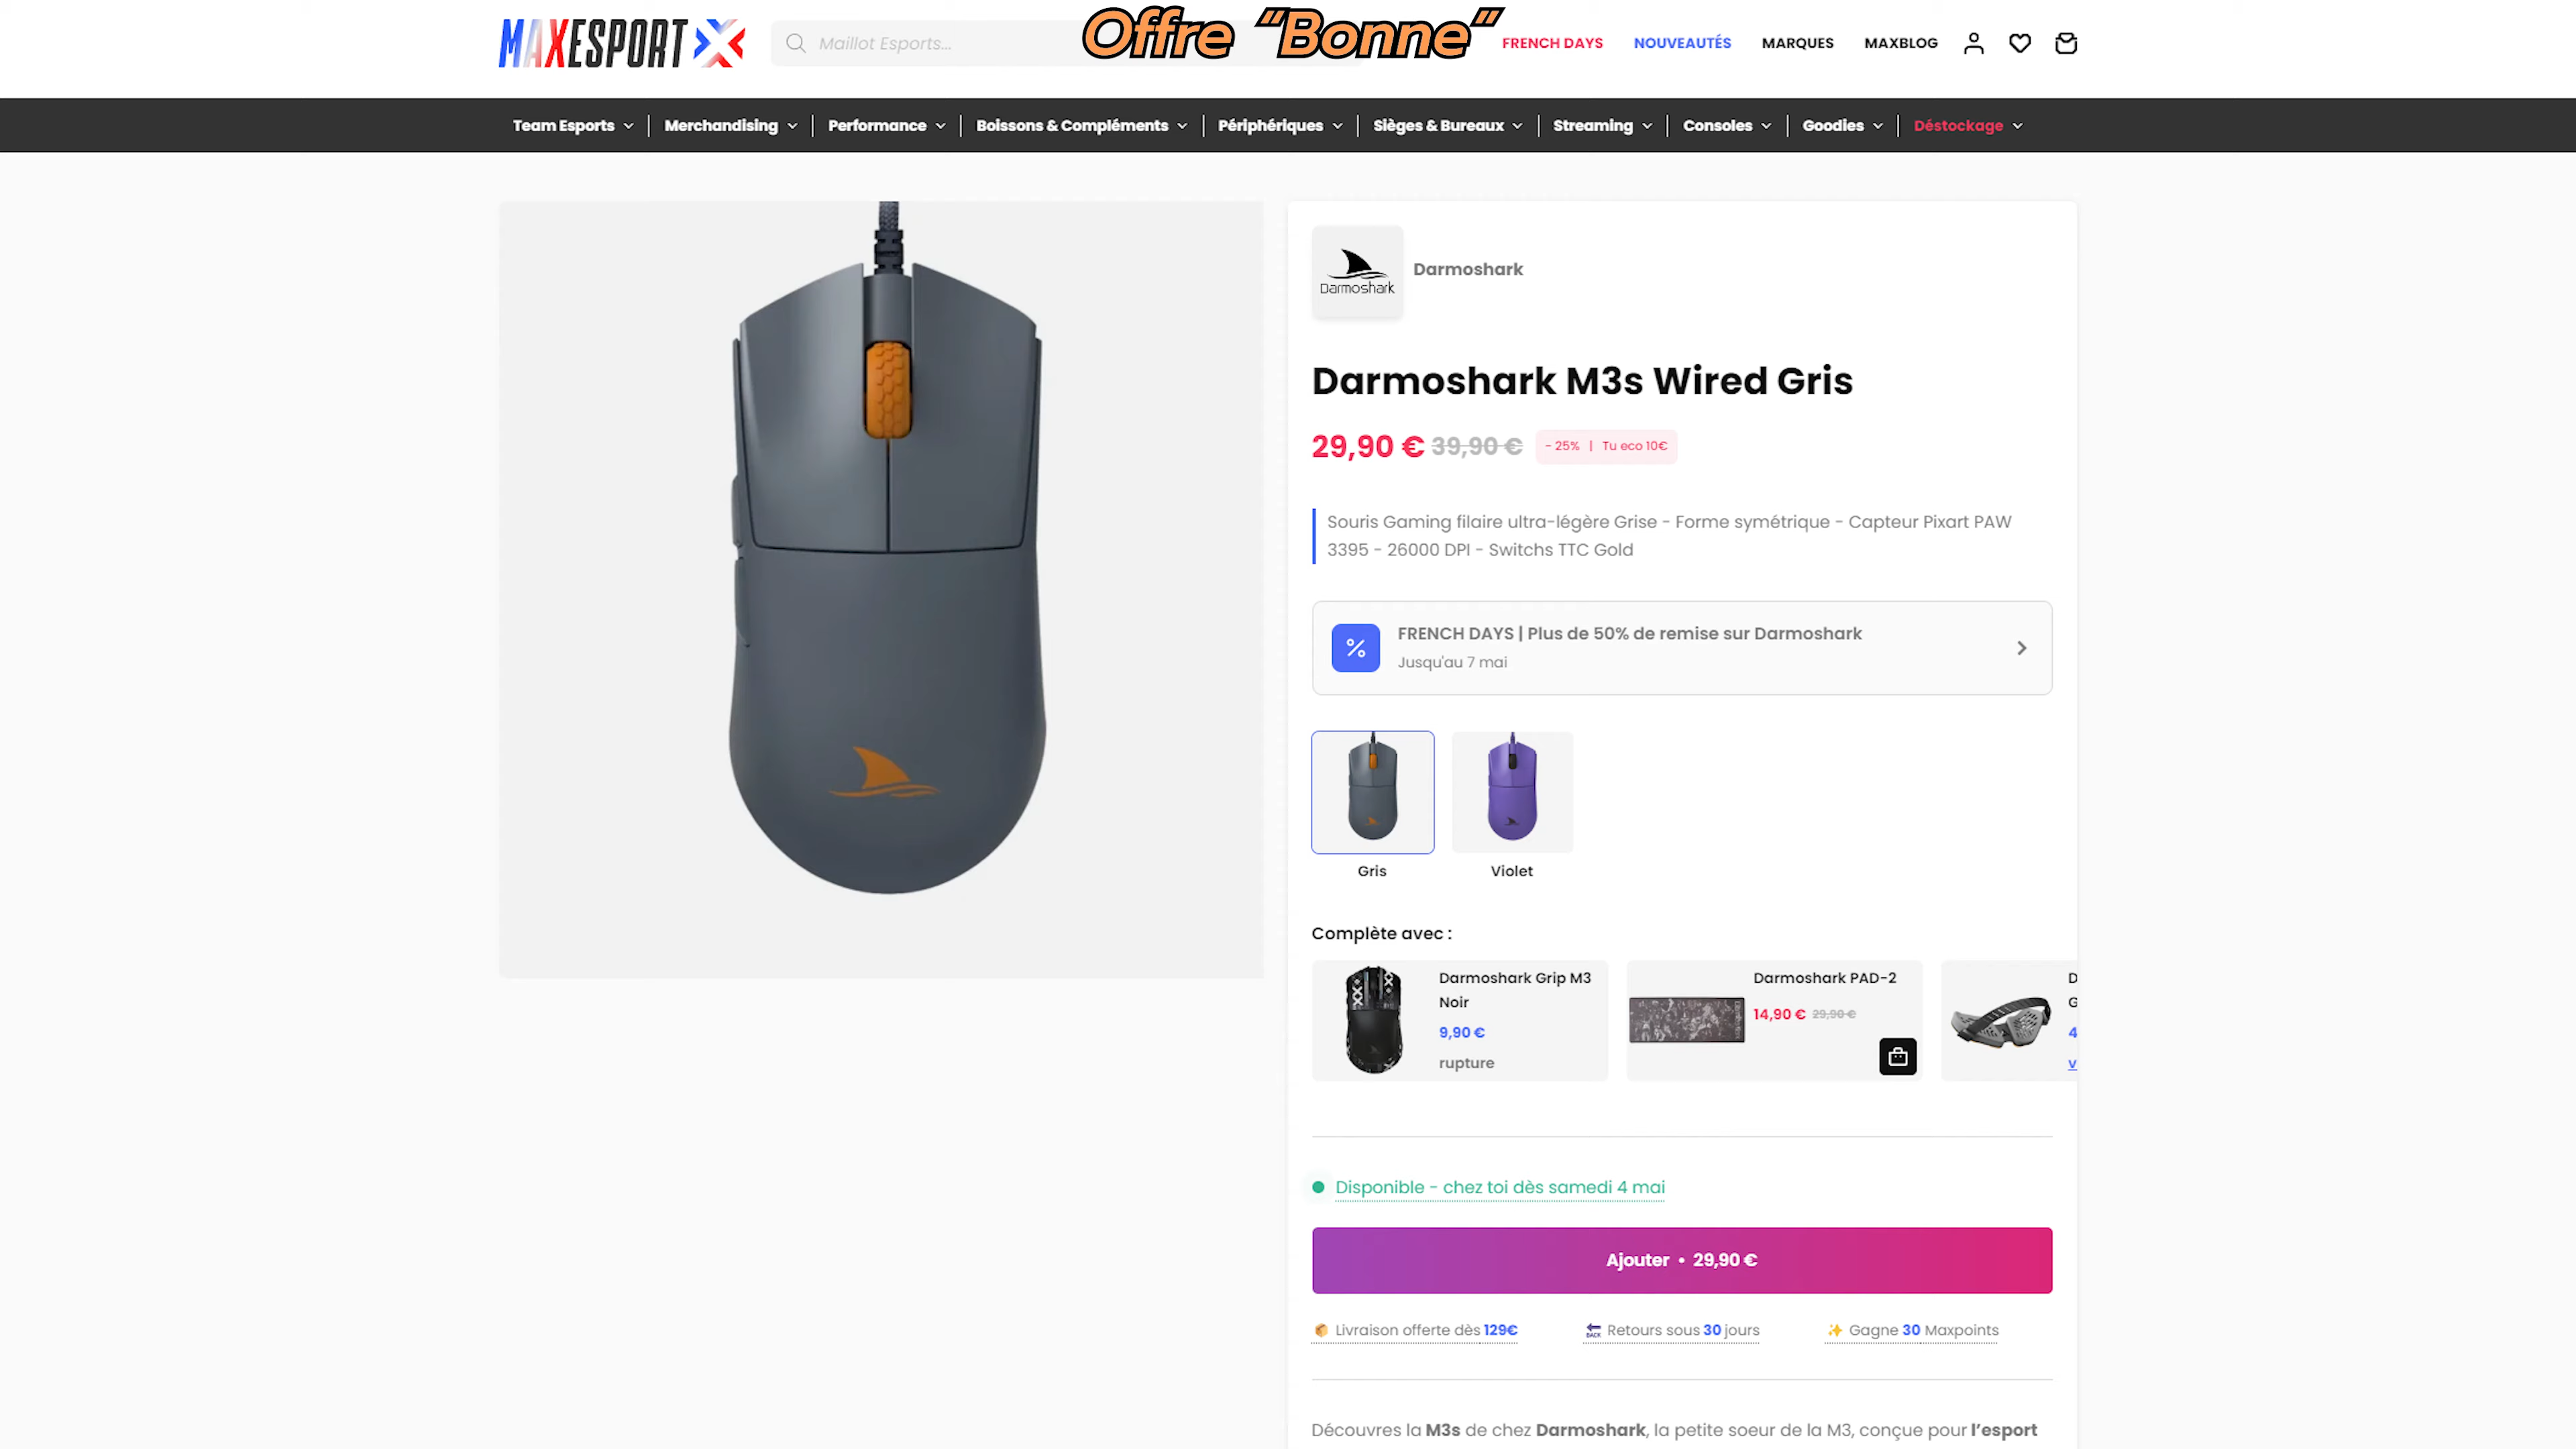 Offre "Bonne"
MAXESPORT
Maillot Esports...
FRENCH DAYS
NOUVEAUTÉS
MARQUES
MAXBLOG
Team Esports
Merchandising
Performance
Boissons & Compléments
Périphériques
Sièges & Bureaux
Streaming
Consoles
Goodies
Déstockage
Darmoshark
Darmoshark
Darmoshark M3s Wired Gris
29,90 € 39,90 € - 25% | Tu eco 10€
Souris Gaming filaire ultra-légère Grise - Forme symétrique - Capteur Pixart PAW
3395 - 26000 DPI - Switchs TTC Gold
% FRENCH DAYS | Plus de 50% de remise sur Darmoshark
Jusqu'au 7 mai
Gris
Violet
Complète avec :
Darmoshark Grip M3
Noir
9,90 €
rupture
Darmoshark PAD-2
14,90 € 29,90 €
D
G
4
v
Disponible - chez toi dès samedi 4 mai
Ajouter • 29,90 €
Livraison offerte dès 129€
BACK Retours sous 30 jours
Gagne 30 Maxpoints
Découvres la M3s de chez Darmoshark, la petite soeur de la M3, conçue pour l'esport